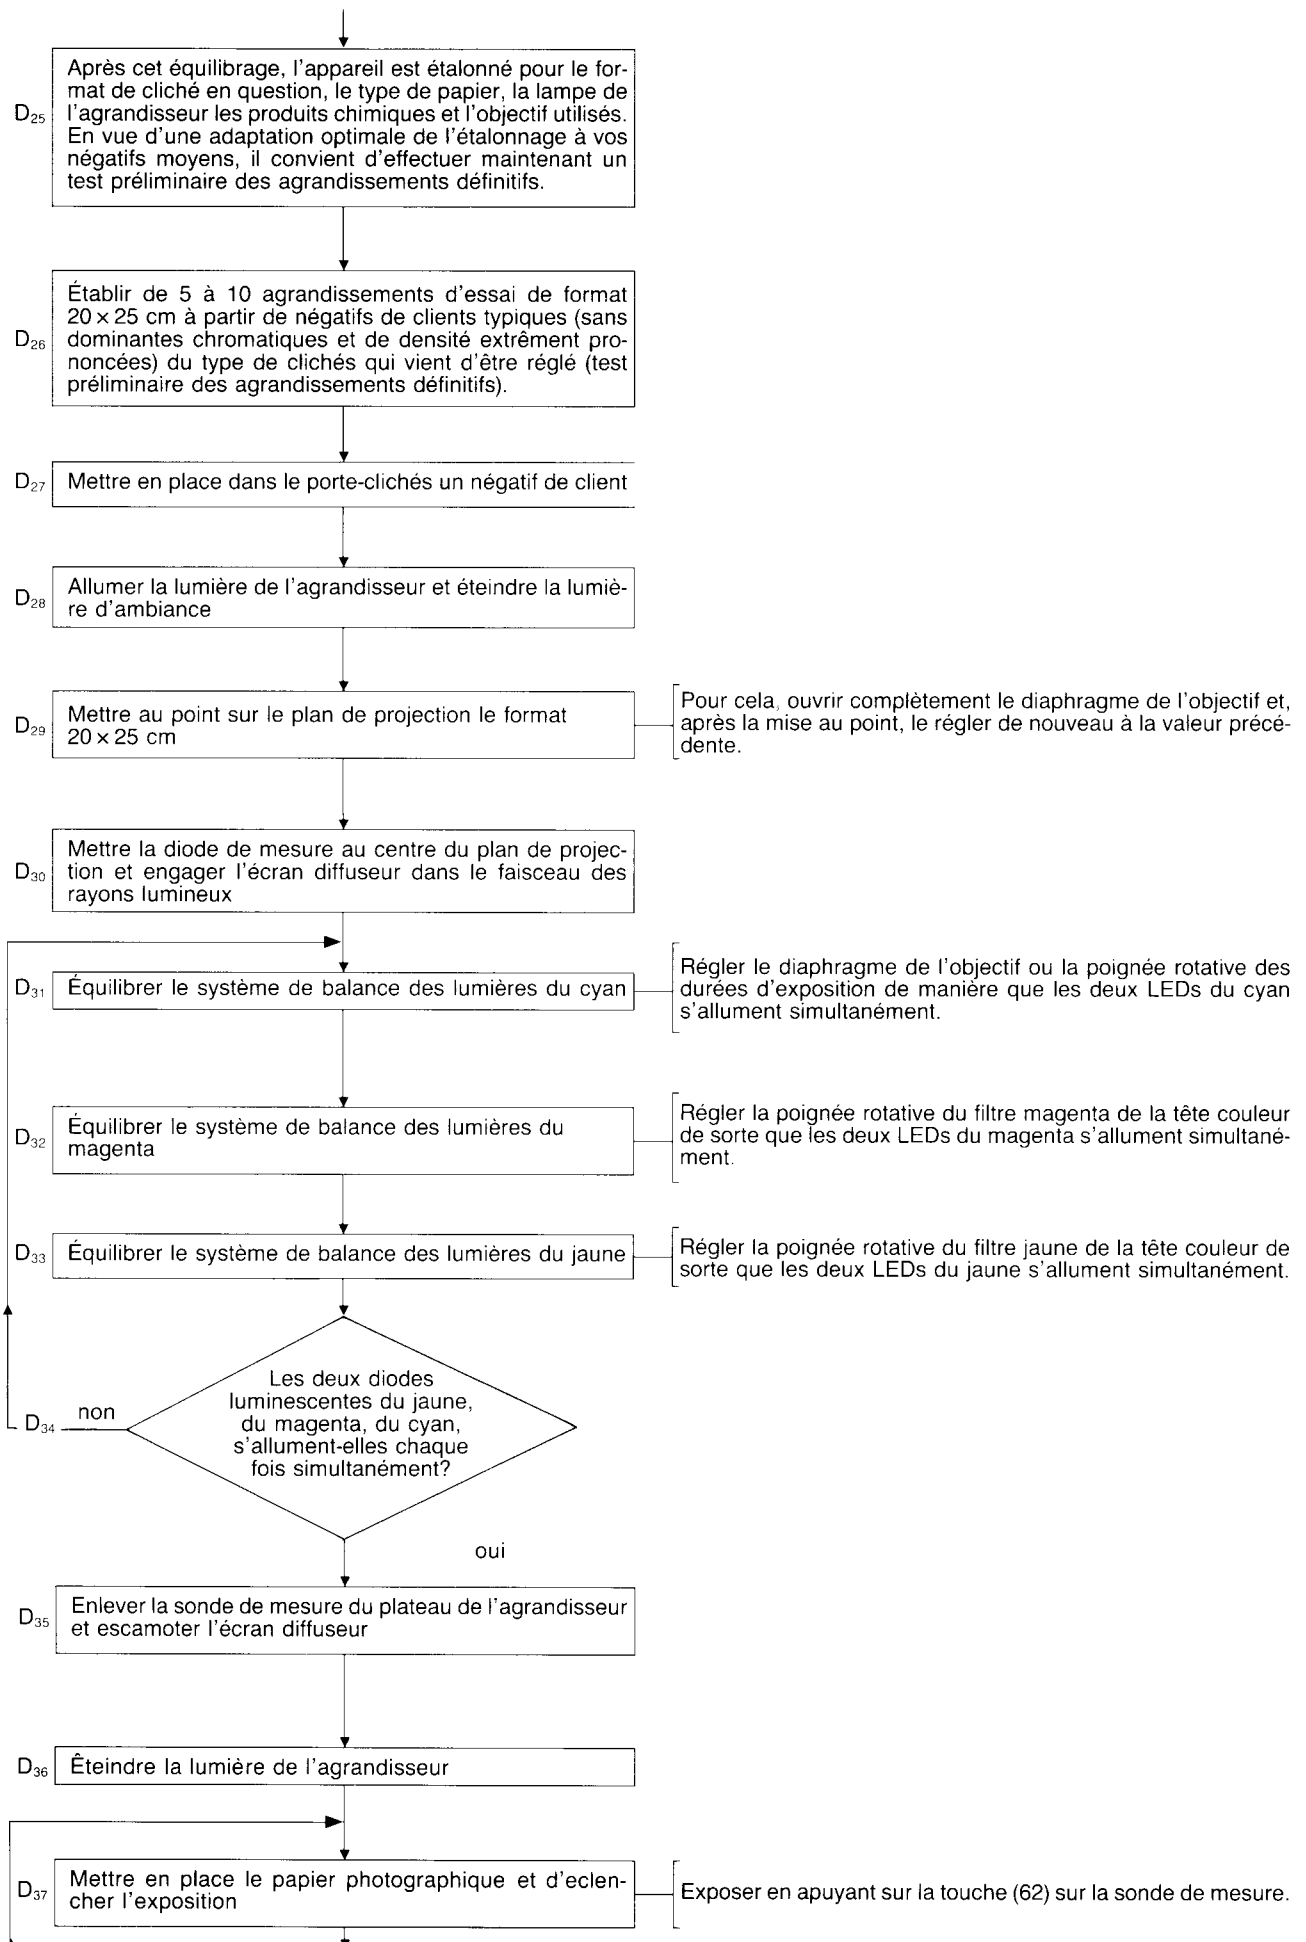 D25
Après cet équilibrage, l'appareil est étalonné pour le for-
mat de cliché en question, le type de papier, la lampe de
l'agrandisseur les produits chimiques et l'objectif utilisés.
En vue d'une adaptation optimale de l'étalonnage à vos
négatifs moyens, il convient d'effectuer maintenant un
test préliminaire des agrandissements définitifs.
D26
Établir de 5 à 10 agrandissements d'essai de format
20 × 25 cm à partir de négatifs de clients typiques (sans
dominantes chromatiques et de densité extrêmement pro-
noncées) du type de clichés qui vient d'être réglé (test
préliminaire des agrandissements définitifs).
D27
Mettre en place dans le porte-clichés un négatif de client
D28
Allumer la lumière de l'agrandisseur et éteindre la lumiè-
re d'ambiance
D29
Mettre au point sur le plan de projection le format
20 × 25 cm
Pour cela, ouvrir complètement le diaphragme de l'objectif et,
après la mise au point, le régler de nouveau à la valeur précé-
dente.
D30
Mettre la diode de mesure au centre du plan de projec-
tion et engager l'écran diffuseur dans le faisceau des
rayons lumineux
D31
Équilibrer le système de balance des lumières du cyan
Régler le diaphragme de l'objectif ou la poignée rotative des
durées d'exposition de manière que les deux LEDs du cyan
s'allument simultanément.
D32
Équilibrer le système de balance des lumières du
magenta
Régler la poignée rotative du filtre magenta de la tête couleur
de sorte que les deux LEDs du magenta s'allument simultané-
ment.
D33
Équilibrer le système de balance des lumières du jaune
Régler la poignée rotative du filtre jaune de la tête couleur de
sorte que les deux LEDs du jaune s'allument simultanément.
D34
non
Les deux diodes
luminescentes du jaune,
du magenta, du cyan,
s'allument-elles chaque
fois simultanément?
oui
D35
Enlever la sonde de mesure du plateau de l'agrandisseur
et escamoter l'écran diffuseur
D36
Êteindre la lumière de l'agrandisseur
D37
Mettre en place le papier photographique et d'eclen-
cher l'exposition
Exposer en apuyant sur la touche (62) sur la sonde de mesure.